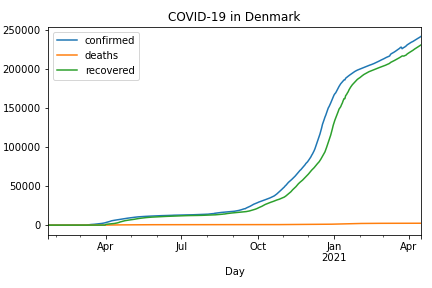 COVID-19 in Denmark
confirmed
deaths
recovered
250000
200000
150000
100000
50000
0
Apr Jul Oct Jan Apr
2021
Day